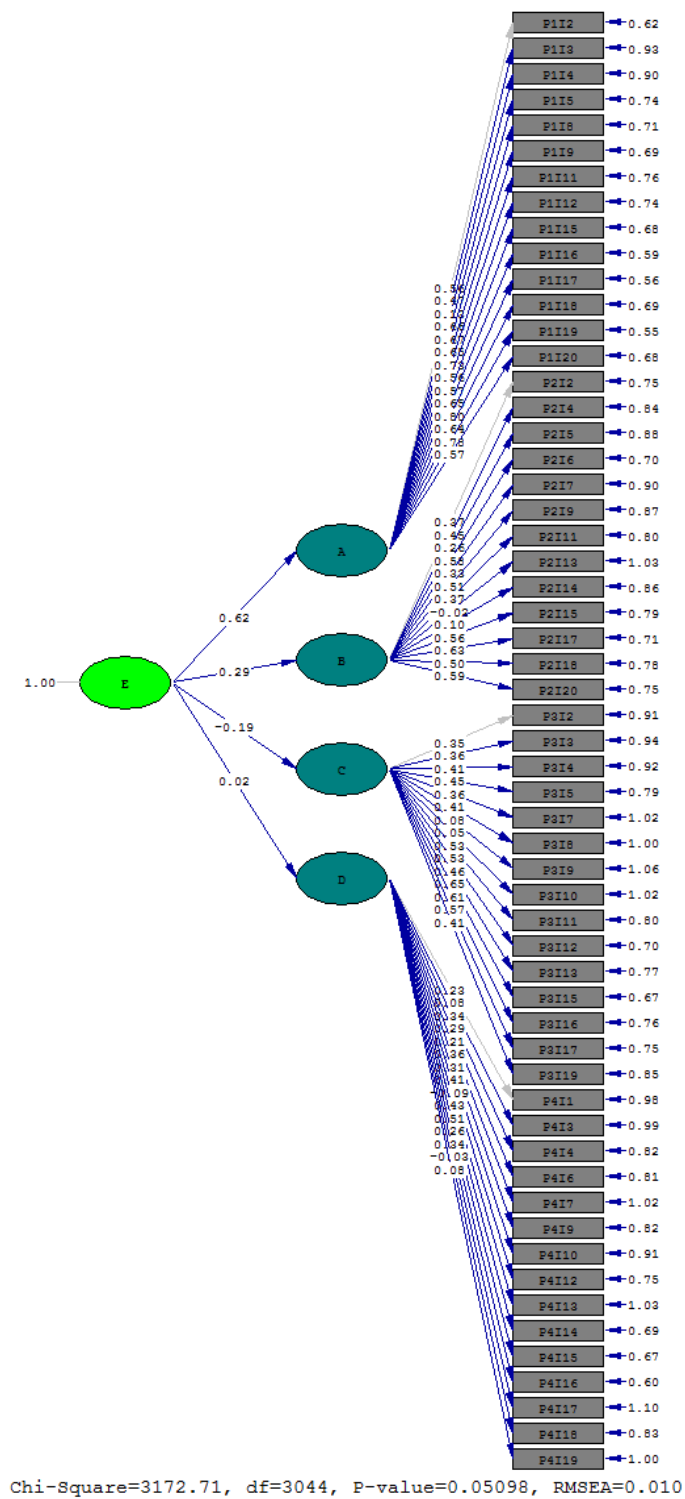 P1I2 0.62
P1I3 0.93
P1I4 0.90
P1I5 0.74
P1I8 0.71
P1I9 0.69
P1I11 0.76
P1I12 0.74
P1I15 0.68
P1I16 0.59
P1I17 0.56
P1I18 0.69
P1I19 0.55
P1I20 0.68
P2I2 0.75
P2I4 0.84
P2I5 0.88
P2I6 0.70
P2I7 0.90
P2I9 0.87
P2I11 0.80
P2I13 1.03
P2I14 0.86
P2I15 0.79
P2I17 0.71
P2I18 0.78
P2I20 0.75
P3I2 0.91
P3I3 0.94
P3I4 0.92
P3I5 0.79
P3I7 1.02
P3I8 1.00
P3I9 1.06
P3I10 1.02
P3I11 0.80
P3I12 0.70
P3I13 0.77
P3I15 0.67
P3I16 0.76
P3I17 0.75
P3I19 0.85
P4I1 0.98
P4I3 0.99
P4I4 0.82
P4I6 0.81
P4I7 1.02
P4I9 0.82
P4I10 0.91
P4I12 0.75
P4I13 1.03
P4I14 0.69
P4I15 0.67
P4I16 0.60
P4I17 1.10
P4I18 0.83
P4I19 1.00
0.57
0.37
0.45
0.26
0.58
0.33
0.51
0.37
-0.02
0.10
0.56
0.63
0.50
0.59
0.35
0.36
0.41
0.45
0.36
0.41
0.08
0.05
0.53
0.53
0.46
0.65
0.61
0.57
0.41
0.23
0.08
0.34
0.29
0.21
0.36
0.31
0.41
0.43
0.51
0.26
0.34
-0.03
0.08
A
B
C
D
0.62
0.29
-0.19
0.02
1.00
E
Chi-Square=3172.71, df=3044, P-value=0.05098, RMSEA=0.010